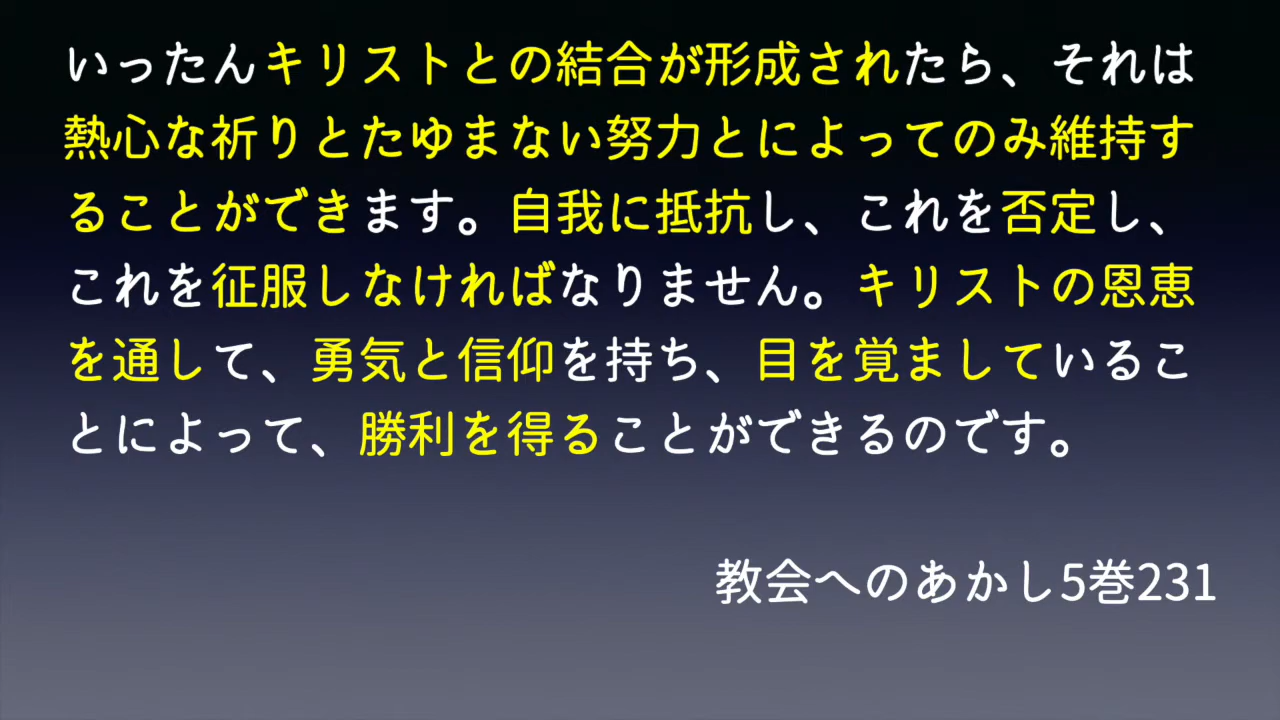 いったんキリストとの結合が形成されたら、それは
熱心な祈りとたゆまない努力とによってのみ維持す
ることができます。自我に抵抗し、これを否定し、
これを征服しなければなりません。キリストの恩恵
を通して、勇気と信仰を持ち、目を覚ましているこ
とによって、勝利を得ることができるのです。
教会へのあかし5巻231